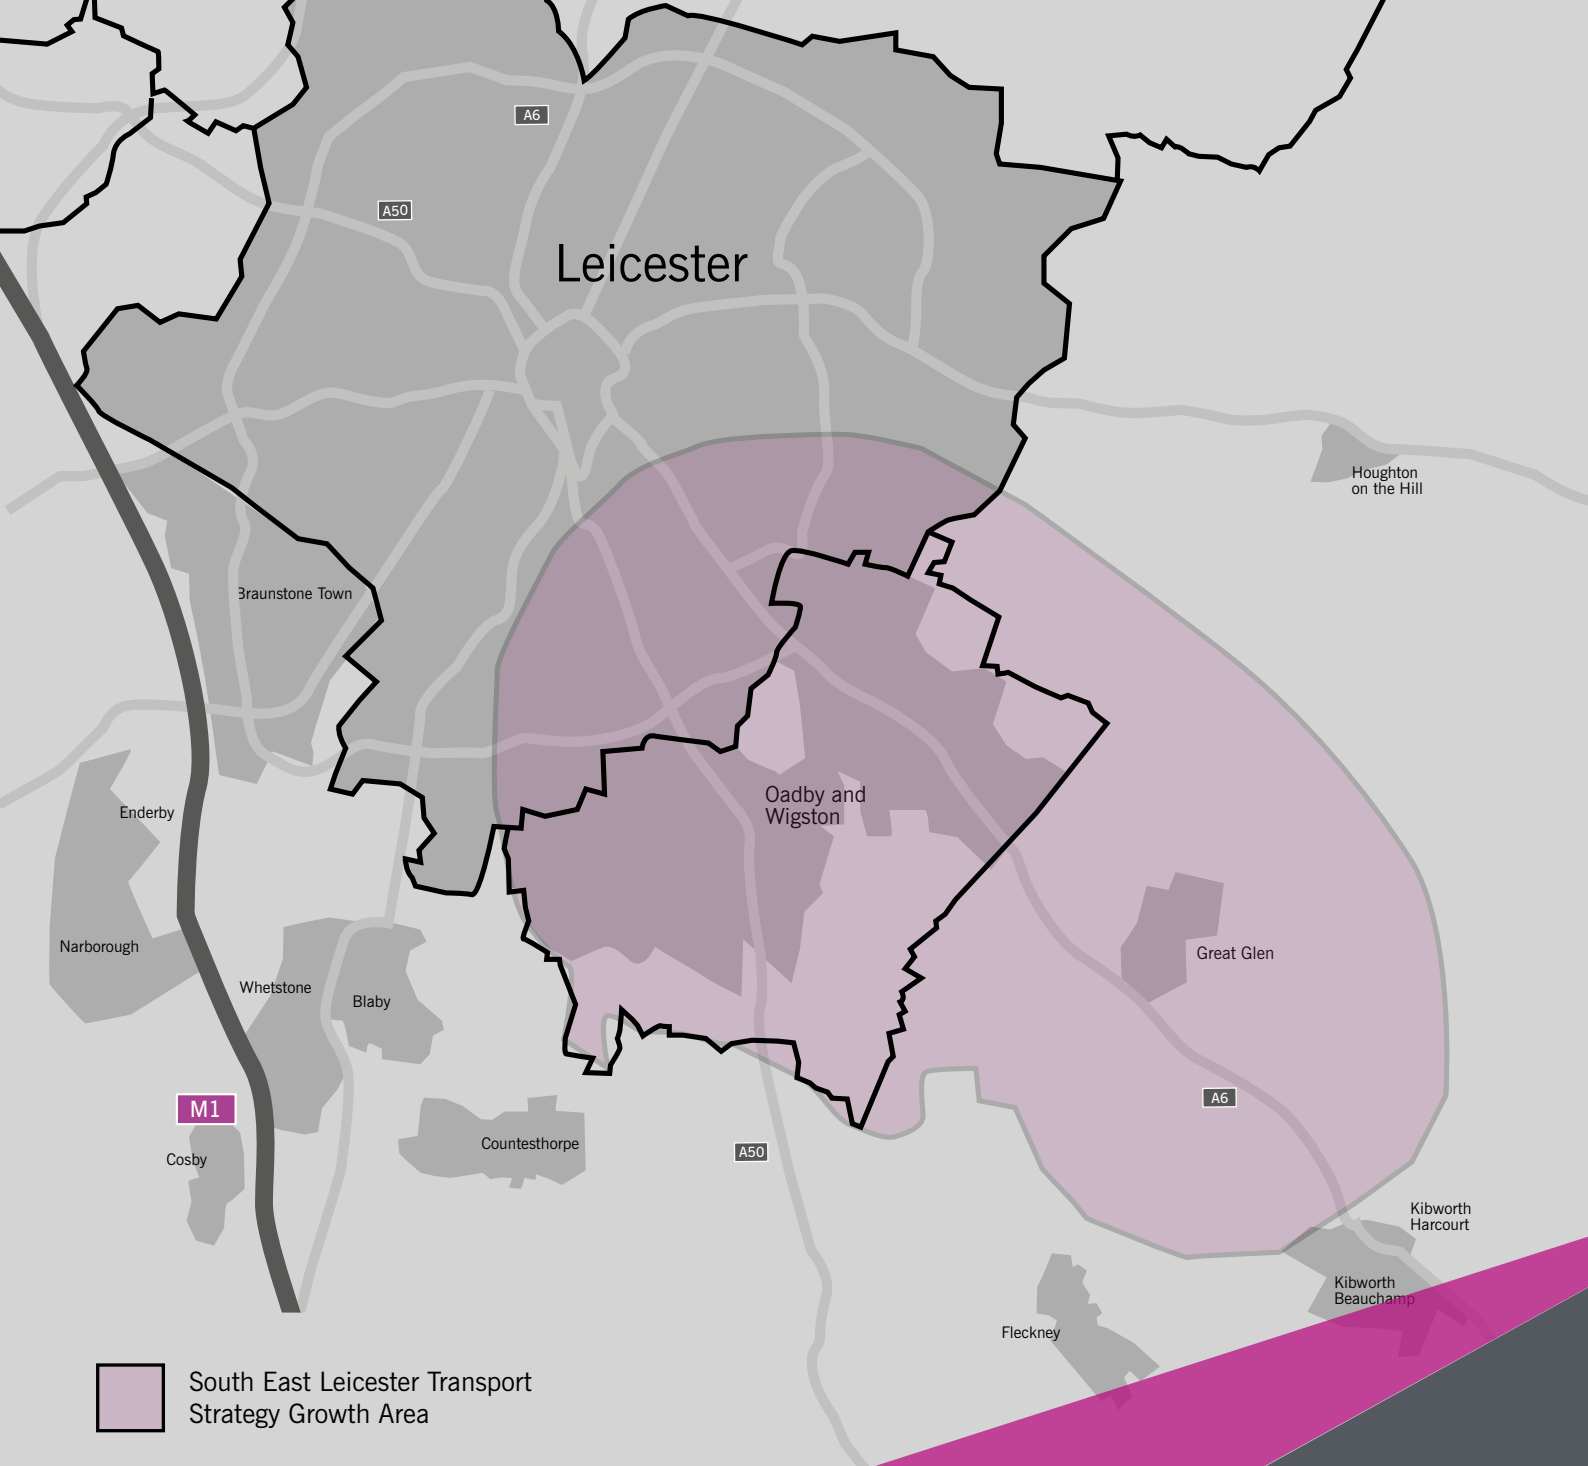 A6
A50
Leicester
Houghton
on the Hill
Braunstone Town
Oadby and
Wigston
Enderby
Narborough
Great Glen
Whetstone
Blaby
A6
M1
Countesthorpe
A50
Cosby
Kibworth
Harcourt
Kibworth
Beauchamp
Fleckney
South East Leicester Transport
Strategy Growth Area